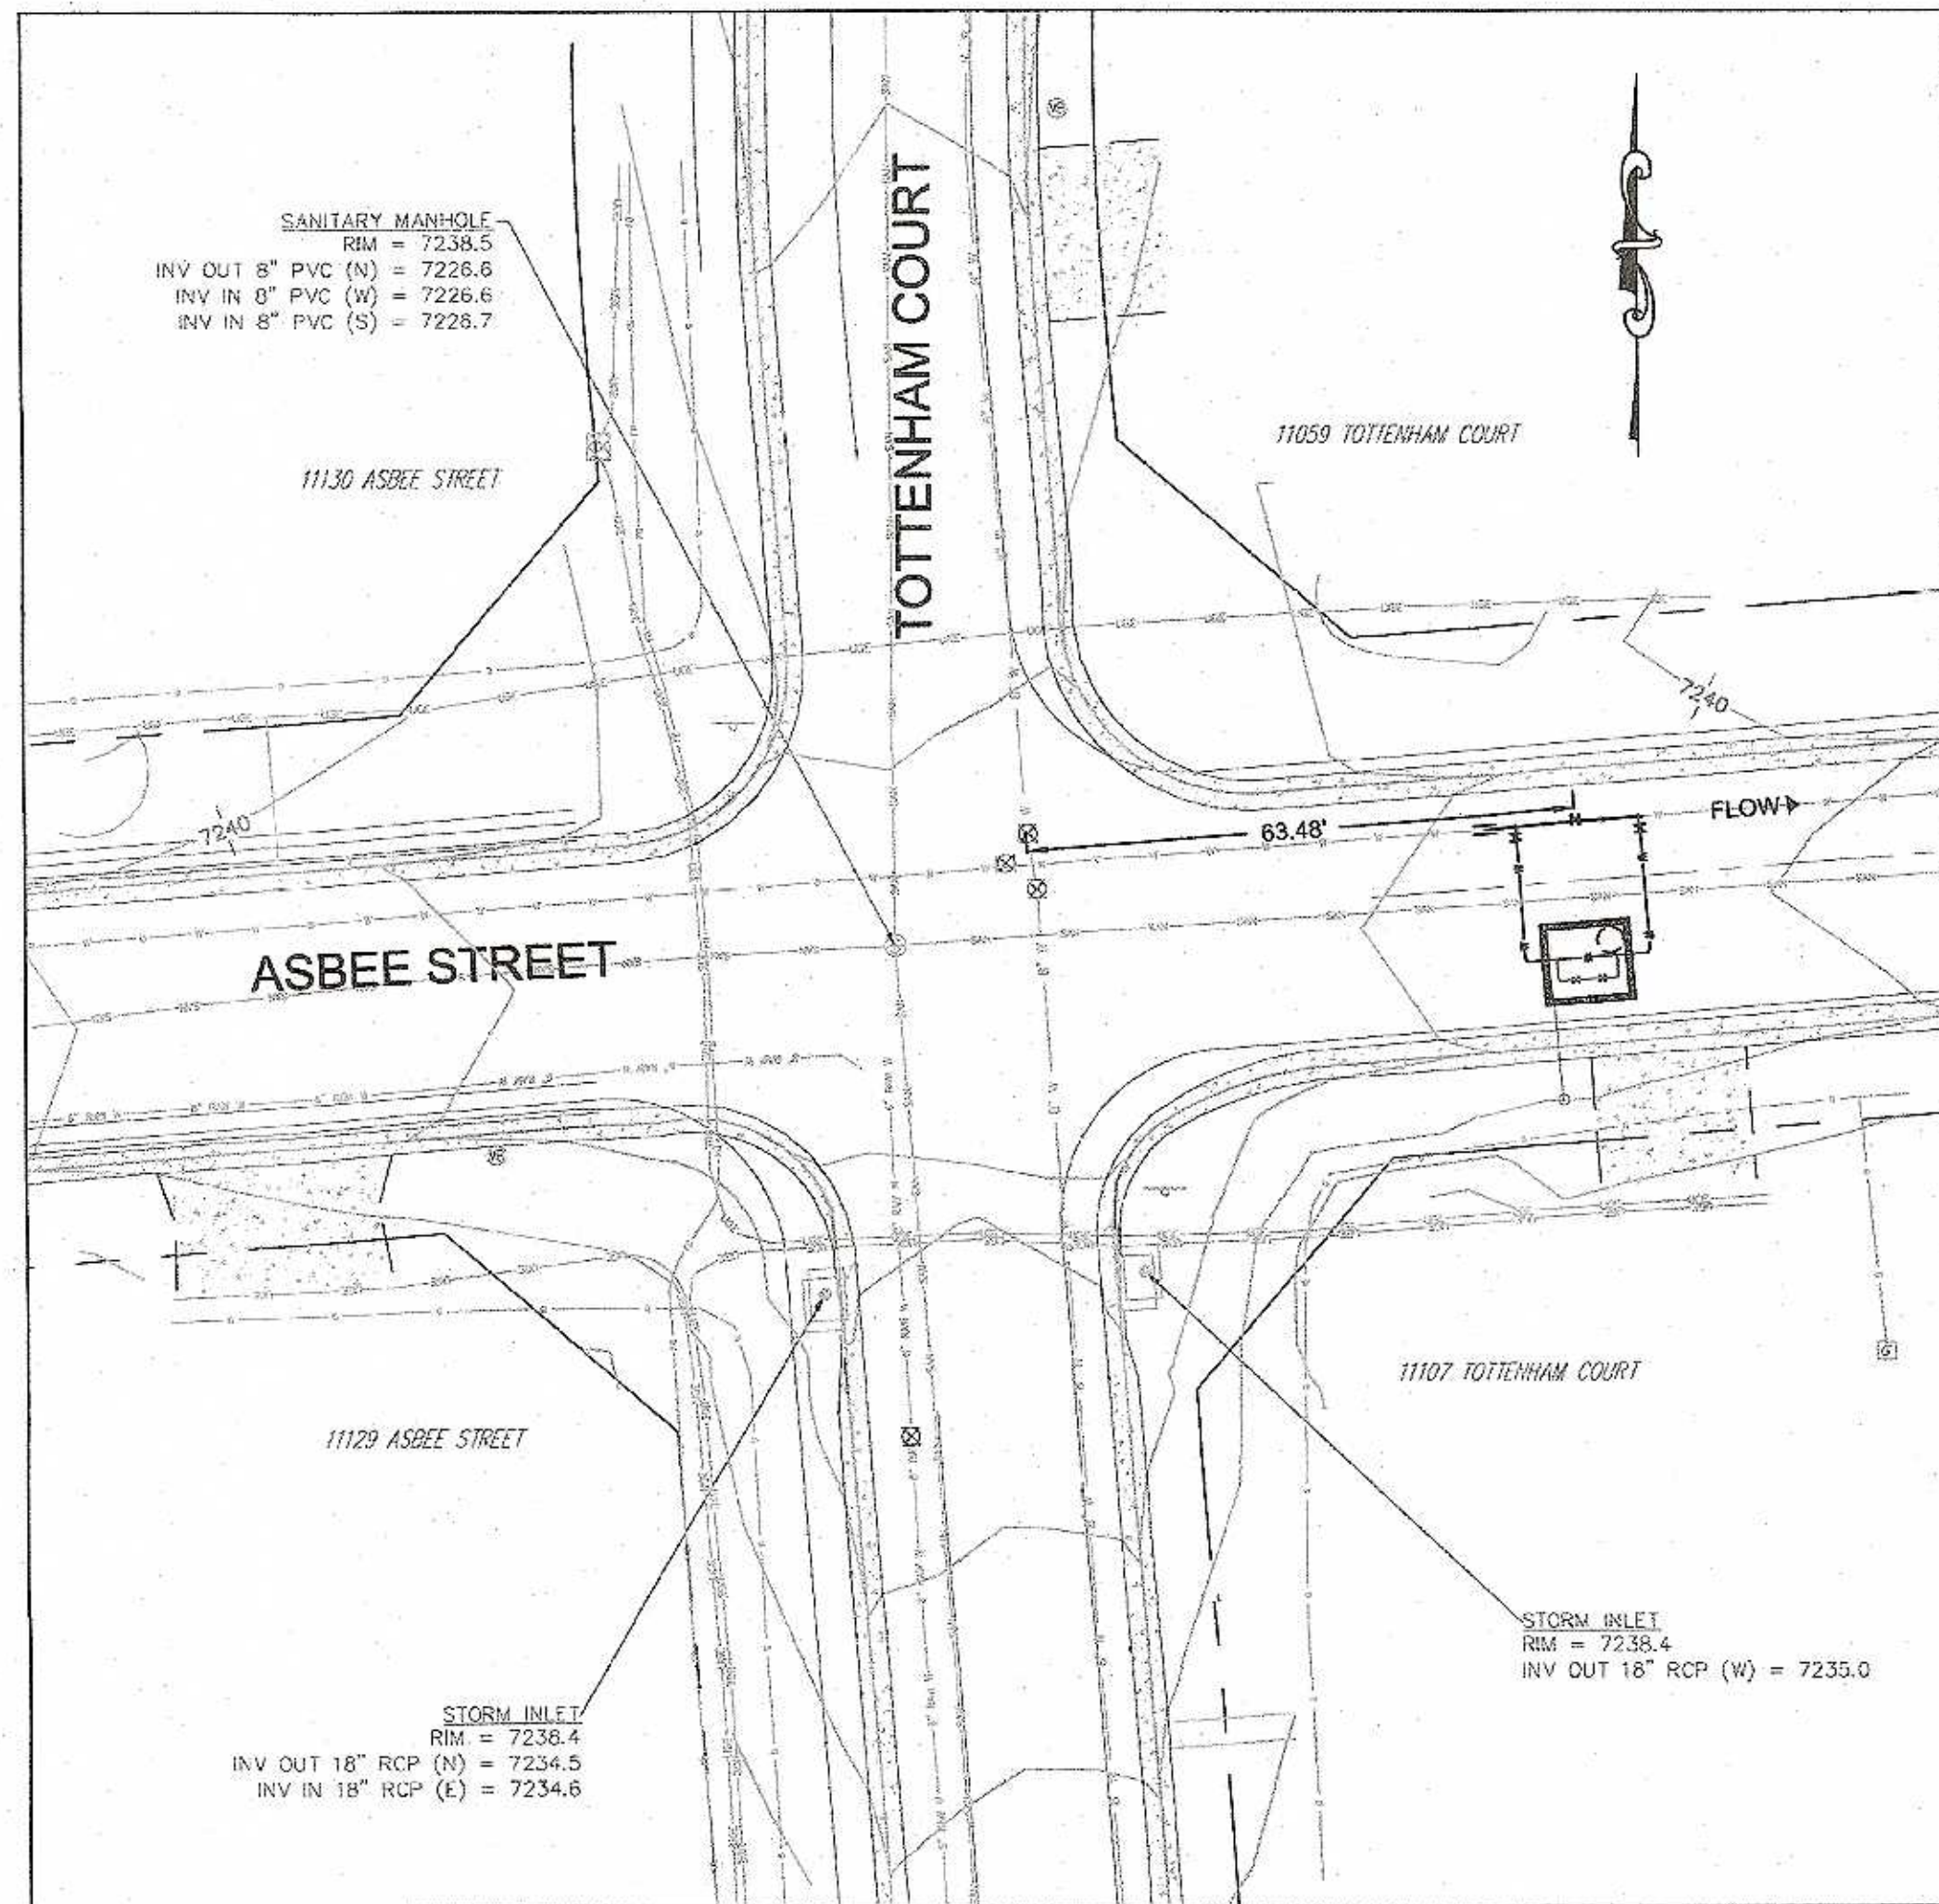 SANITARY MANHOLE
RIM = 7238.5
INV OUT 8" PVC (N) = 7226.6
INV IN 8" PVC (W) = 7226.6
INV IN 8" PVC (S) = 7226.7
TOTTENHAM COURT
11059 TOTTENHAM COURT
11130 ASBEE STREET
7240
7240
FLOW
63.48'
ASBEE STREET
11107 TOTTENHAM COURT
11129 ASBEE STREET
STORM INLET
RIM = 7238.4
INV OUT 18" RCP (W) = 7235.0
STORM INLET
RIM = 7238.4
INV OUT 18" RCP (N) = 7234.5
INV IN 18" RCP (E) = 7234.6